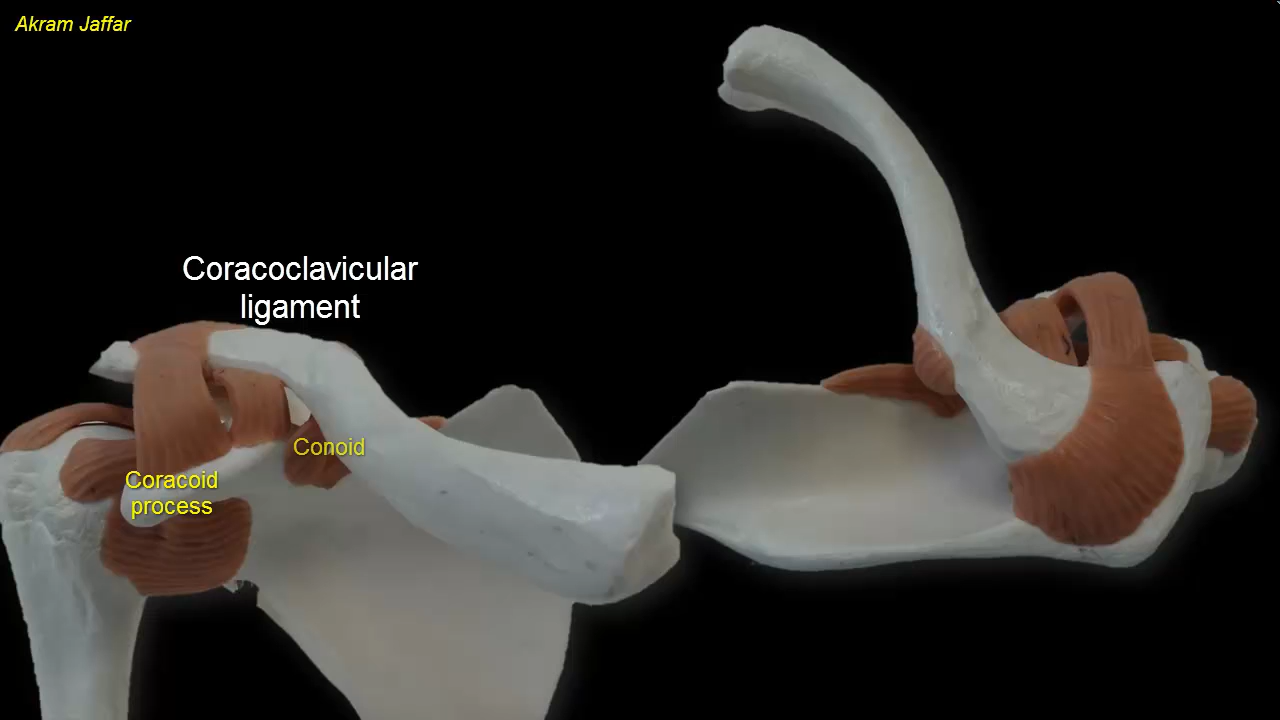 Akram Jaffar
Coracoclavicular
ligament
Conoid
Coracoid
process